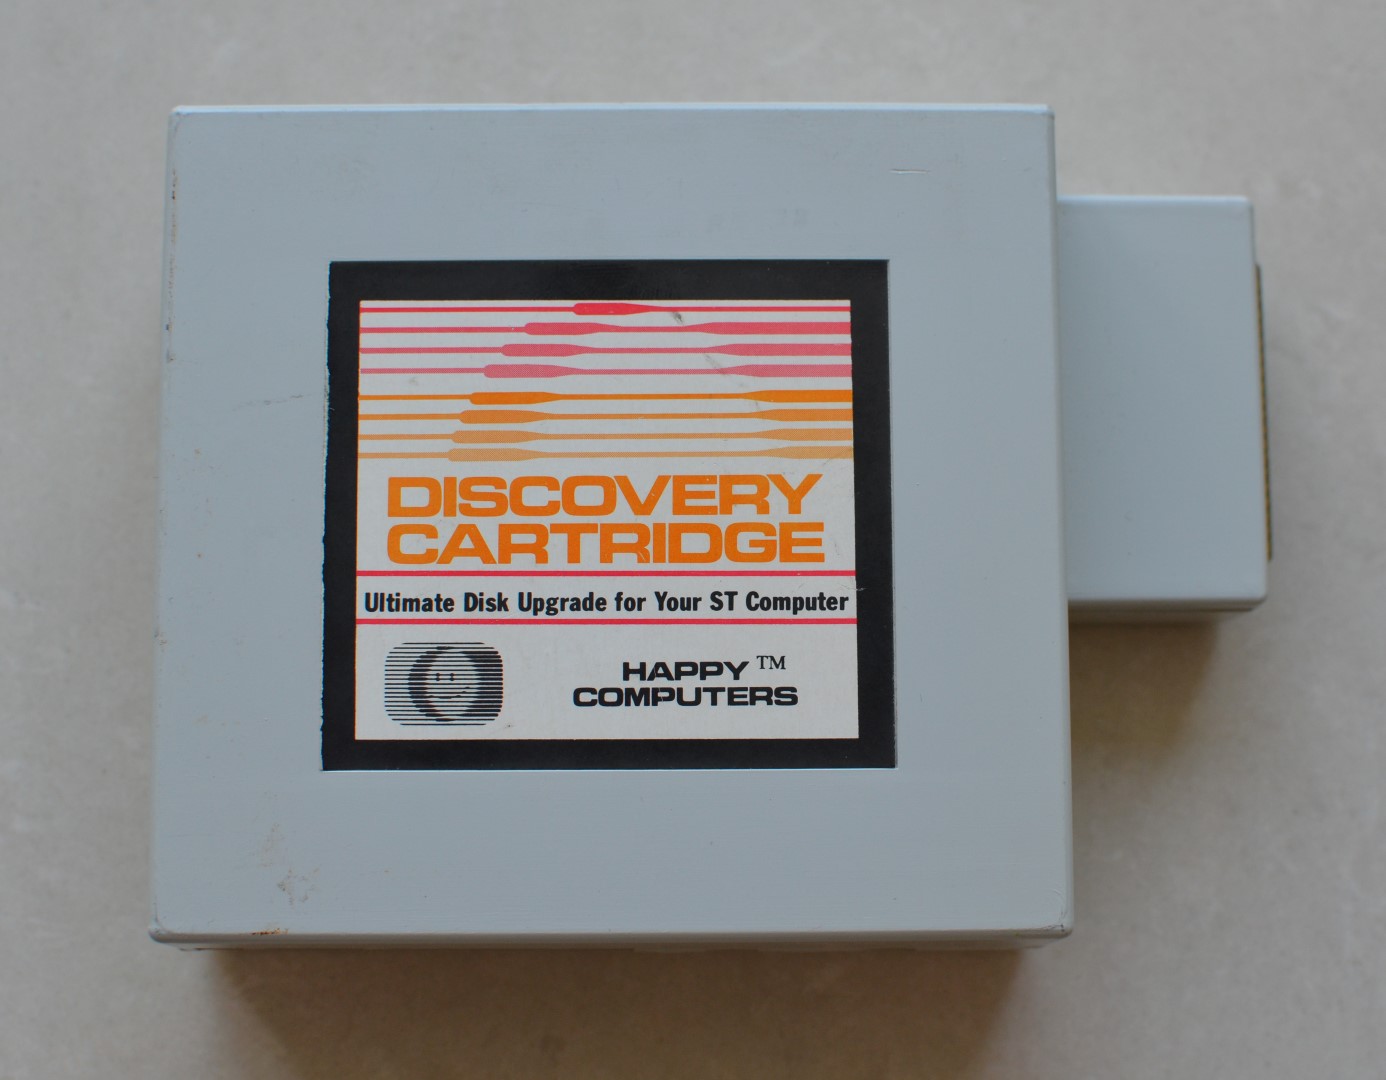 DISCOVERY
CARTRIDGE
Ultimate Disk Upgrade for Your ST Computer
HAPPY TM
COMPUTERS